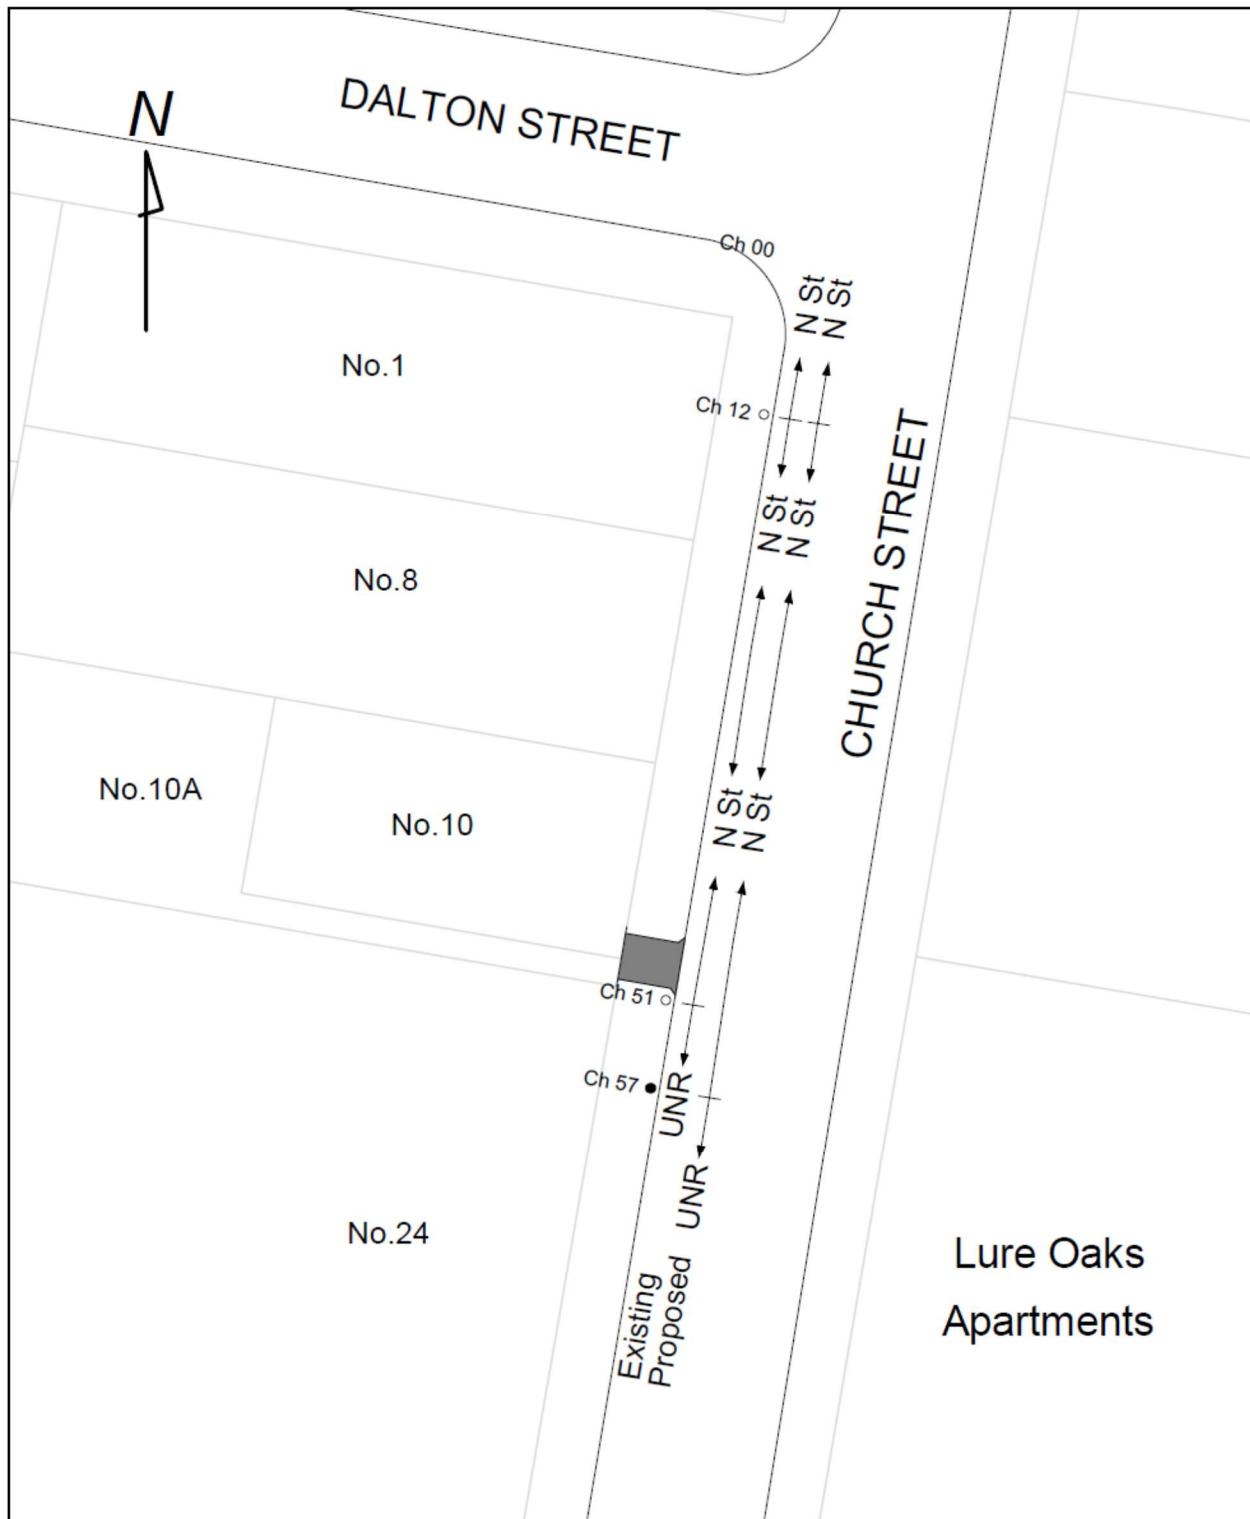 DALTON STREET
N
Ch 00
N St
N St
No.1
Ch 12
CHURCH STREET
N St
N St
No.8
No.10A
No.10
N St
N St
Ch 51
Ch 57
UNR
UNR
No.24
Existing
Proposed
Lure Oaks
Apartments